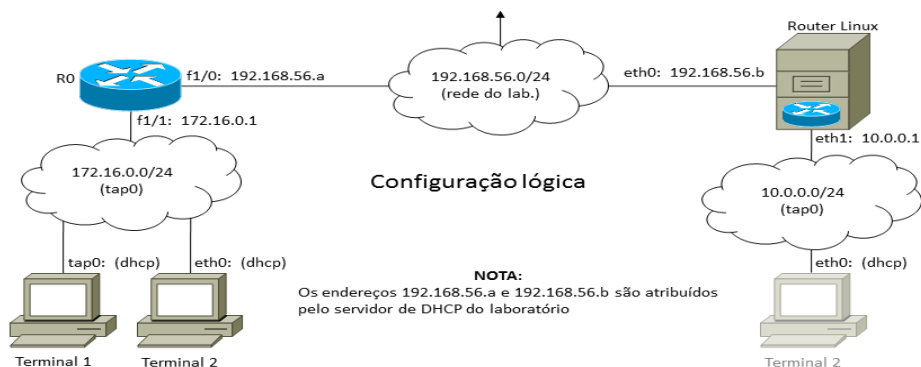 Router Linux
R0
f1/0: 192.168.56.a
192.168.56.0/24
(rede do lab.)
eth0: 192.168.56.b
f1/1: 172.16.0.1
eth1: 10.0.0.1
172.16.0.0/24
(tap0)
Configuração lógica
10.0.0.0/24
(tap0)
tap0: (dhcp)
eth0: (dhcp)
eth0: (dhcp)
NOTA:
Os endereços 192.168.56.a e 192.168.56.b são atribuídos
pelo servidor de DHCP do laboratório
Terminal 1
Terminal 2
Terminal 2